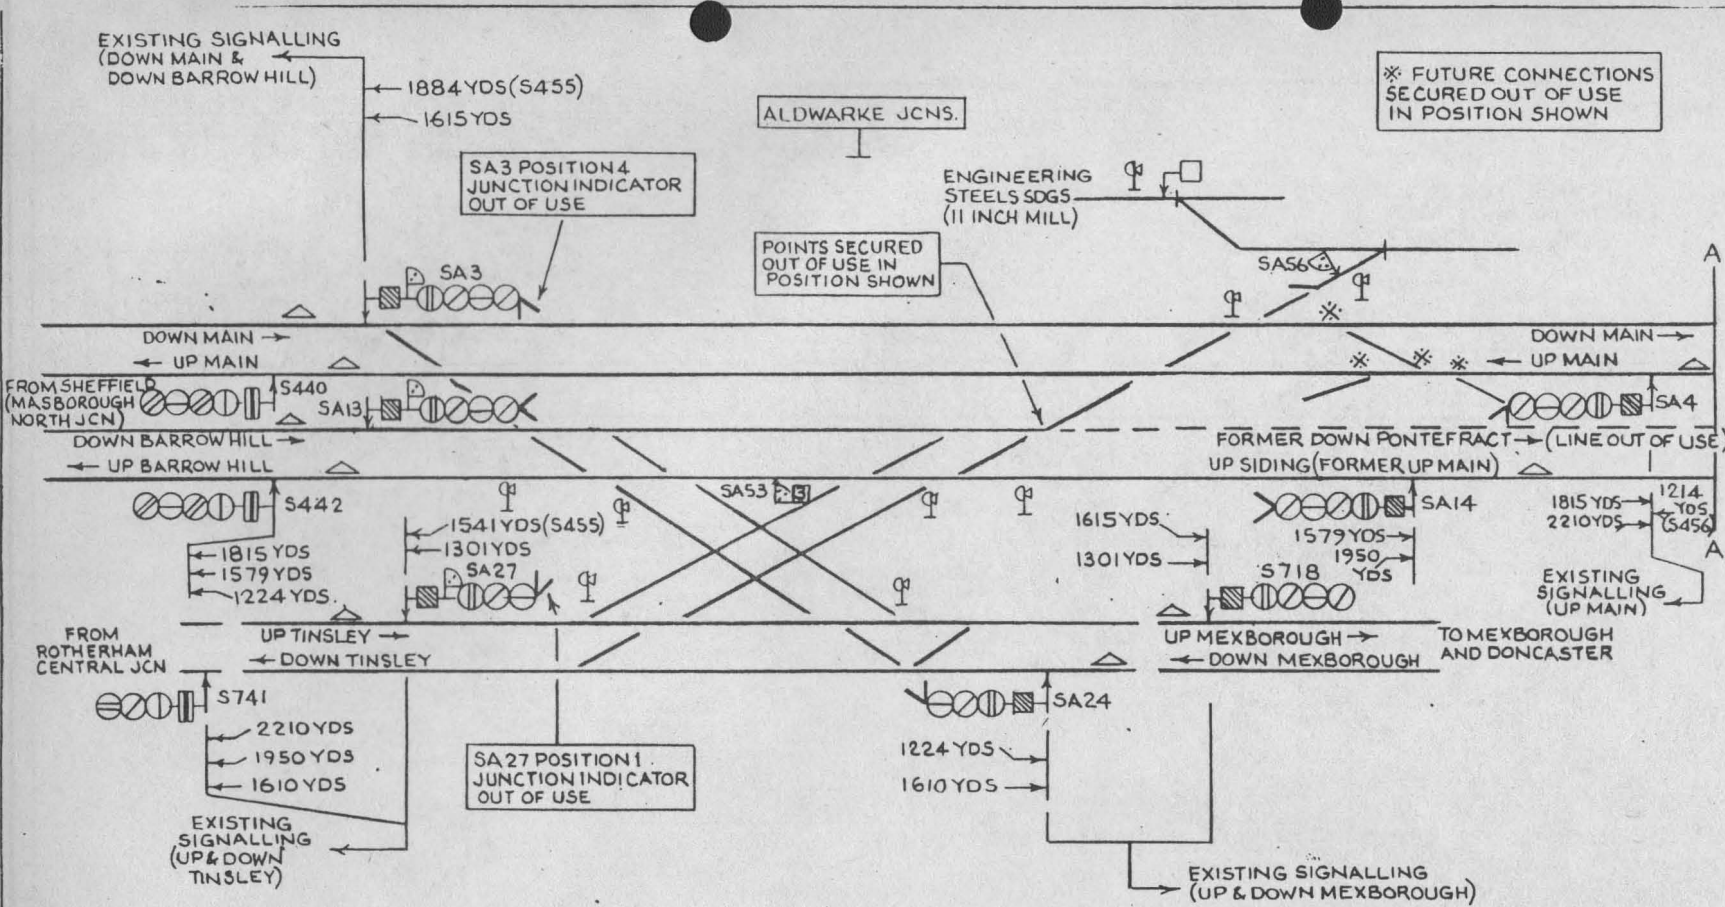 EXISTING SIGNALLING
(DOWN MAIN &
DOWN BARROW HILL)
1884 YDS (S455)
1615 YDS
ALDWARKE JCNS.
※ FUTURE CONNECTIONS
SECURED OUT OF USE
IN POSITION SHOWN
SA3 POSITION 4
JUNCTION INDICATOR
OUT OF USE
ENGINEERING
STEELS SDGS
(11 INCH MILL)
POINTS SECURED
OUT OF USE IN
POSITION SHOWN
SA3
SA56
A
※
DOWN MAIN →
DOWN MAIN →
← UP MAIN
※ ※ ※
← UP MAIN
FROM SHEFFIELD
(MASBOROUGH
NORTH JCN)
S440
SA13
SA4
DOWN BARROW HILL →
FORMER DOWN PONTEFRACT → (LINE OUT OF USE)
← UP BARROW HILL
UP SIDING (FORMER UP MAIN)
S442
SA53
3
SA14
1815 YDS
1579 YDS
1224 YDS.
1541 YDS (S455)
1301 YDS
SA27
1615 YDS
1301 YDS
1579 YDS
1950
YDS
S718
1815 YDS
2210 YDS
1214
YDS
(S456)
A
EXISTING
SIGNALLING
(UP MAIN)
FROM
ROTHERHAM
CENTRAL JCN
UP TINSLEY →
← DOWN TINSLEY
UP MEXBOROUGH →
← DOWN MEXBOROUGH
TO MEXBOROUGH
AND DONCASTER
S741
2210 YDS
1950 YDS
1610 YDS
SA27 POSITION 1.
JUNCTION INDICATOR
OUT OF USE
SA24
1224 YDS
1610 YDS
EXISTING
SIGNALLING
(UP & DOWN
TINSLEY)
EXISTING SIGNALLING
(UP & DOWN MEXBOROUGH)